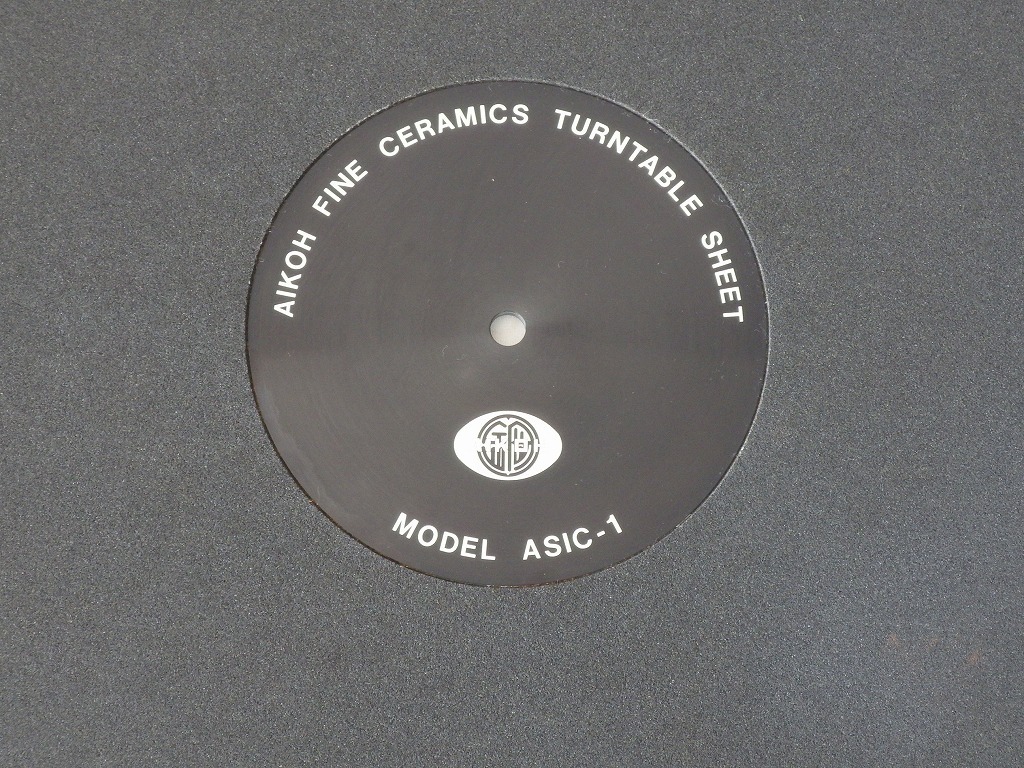 AIKOH FINE CERAMICS TURNTABLE SHEET
MODEL ASIC-1